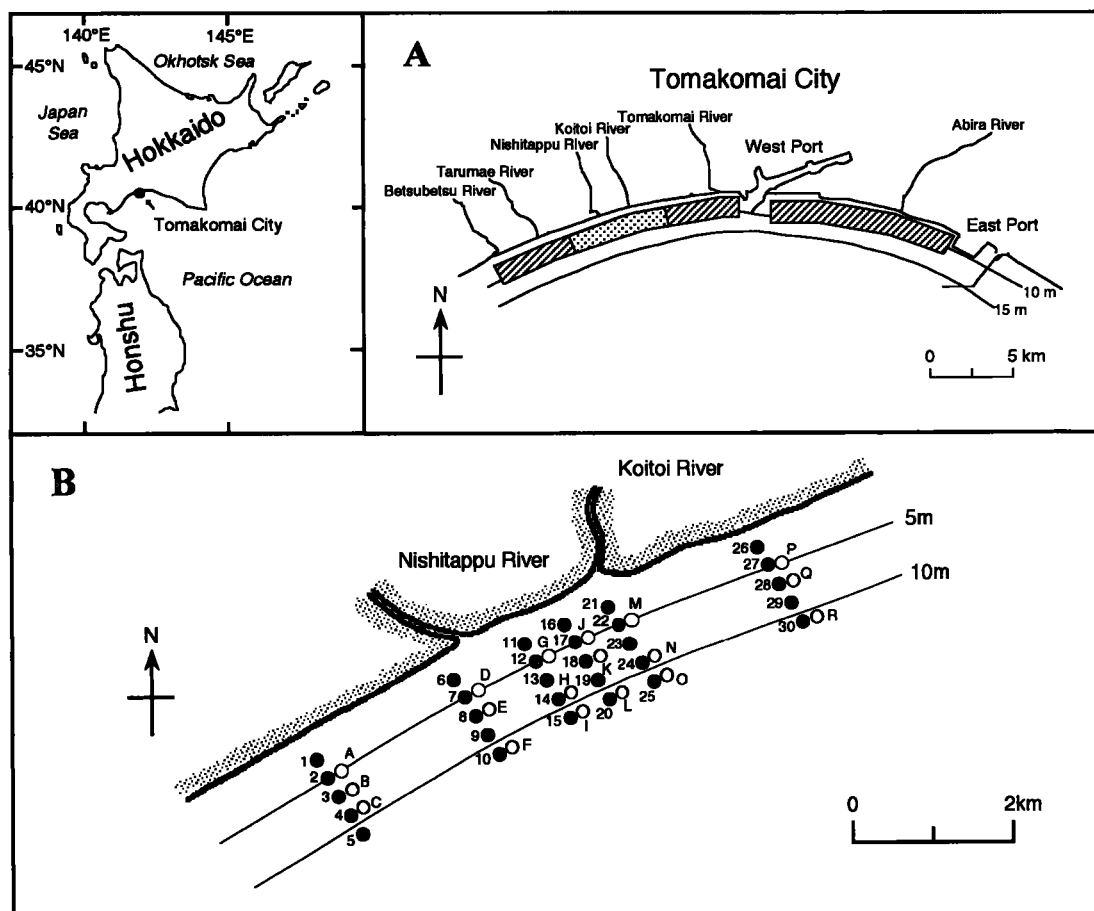 140°E 145°E
Okhotsk Sea
45°N
Japan
Sea
Hokkaido
40°N
Tomakomai City
Pacific Ocean
Honshu
35°N
A
Tomakomai City
Tomakomai River
Koitoi River
Nishitappu River
Tarumae River
Betsubetsu River
West Port
Abira River
East Port
10 m
15 m
N
0 5 km
B
Koitoi River
Nishitappu River
5m
10m
N
26
27 P
28 Q
29
30 R
21
22 M
23
24 N
25 O
16
17 J
18
19 K
20 L
11
12 G
13
14 H
15 I
6
7 D
8 E
9
10 F
1
2 A
3 B
4 C
5
0 2km